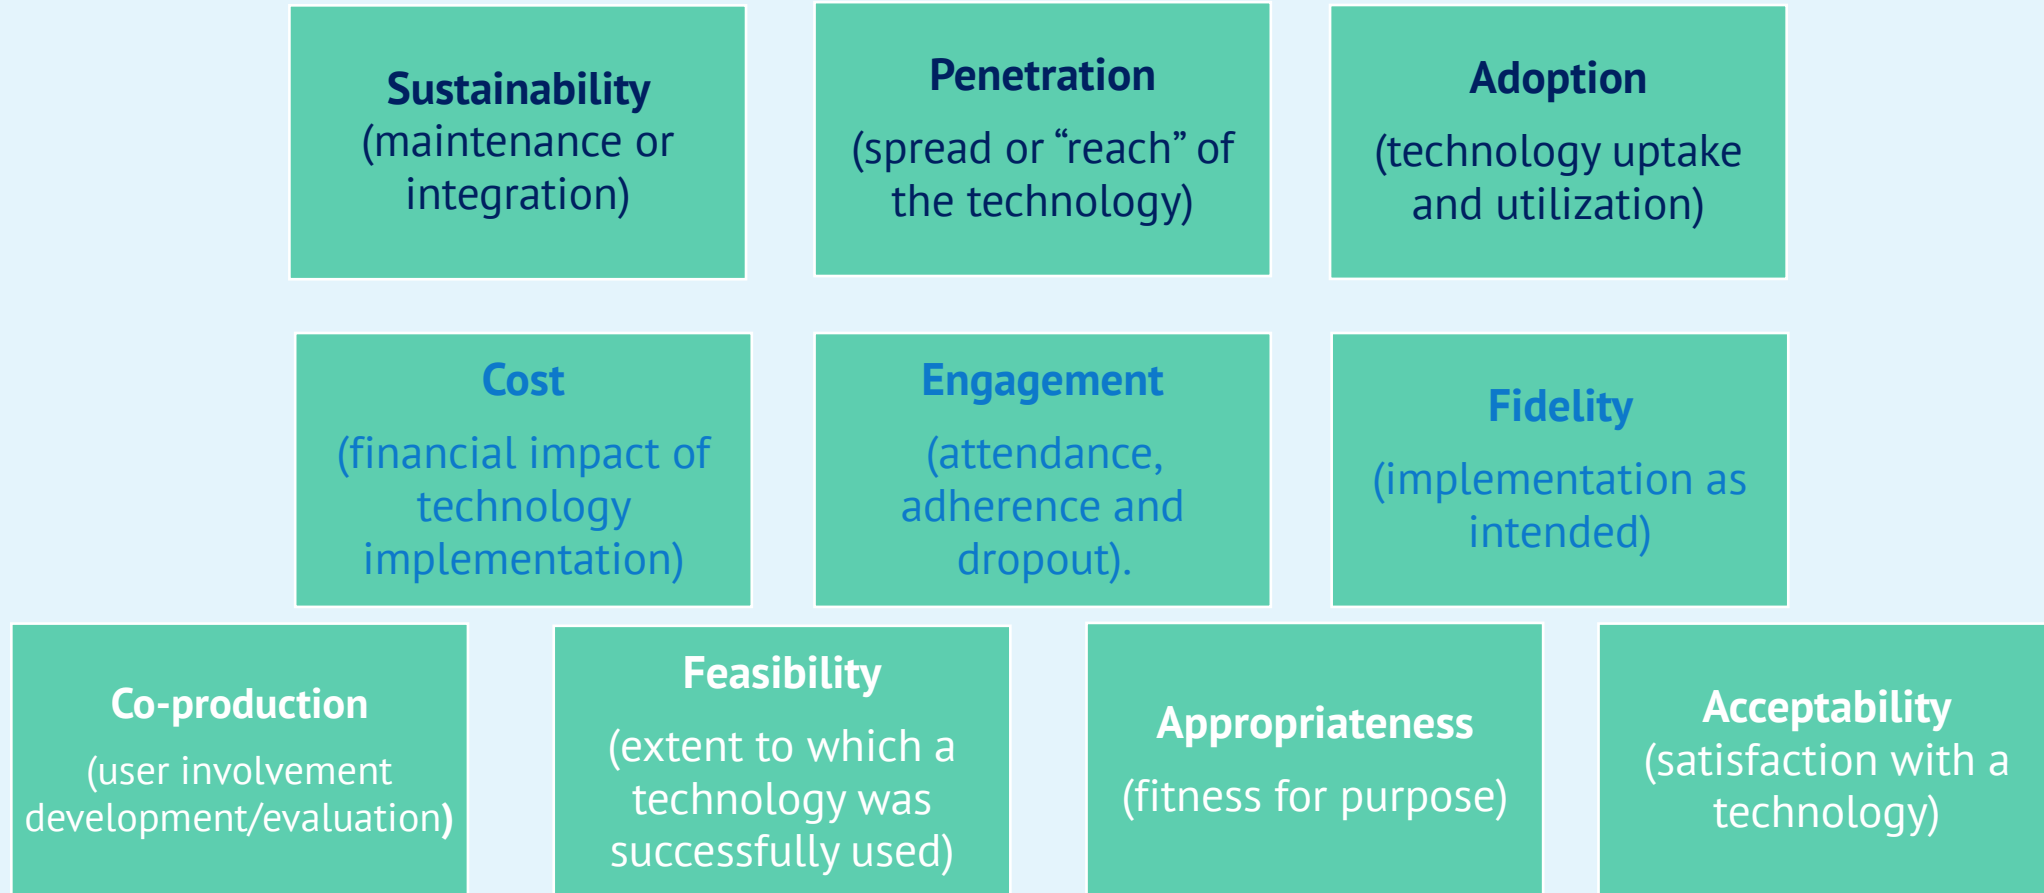 Sustainability
(maintenance or
integration)
Penetration
(spread or “reach” of
the technology)
Adoption
(technology uptake
and utilization)
Cost
(financial impact of
technology
implementation)
Engagement
(attendance,
adherence and
dropout).
Fidelity
(implementation as
intended)
Co-production
(user involvement
development/evaluation)
Feasibility
(extent to which a
technology was
successfully used)
Appropriateness
(fitness for purpose)
Acceptability
(satisfaction with a
technology)